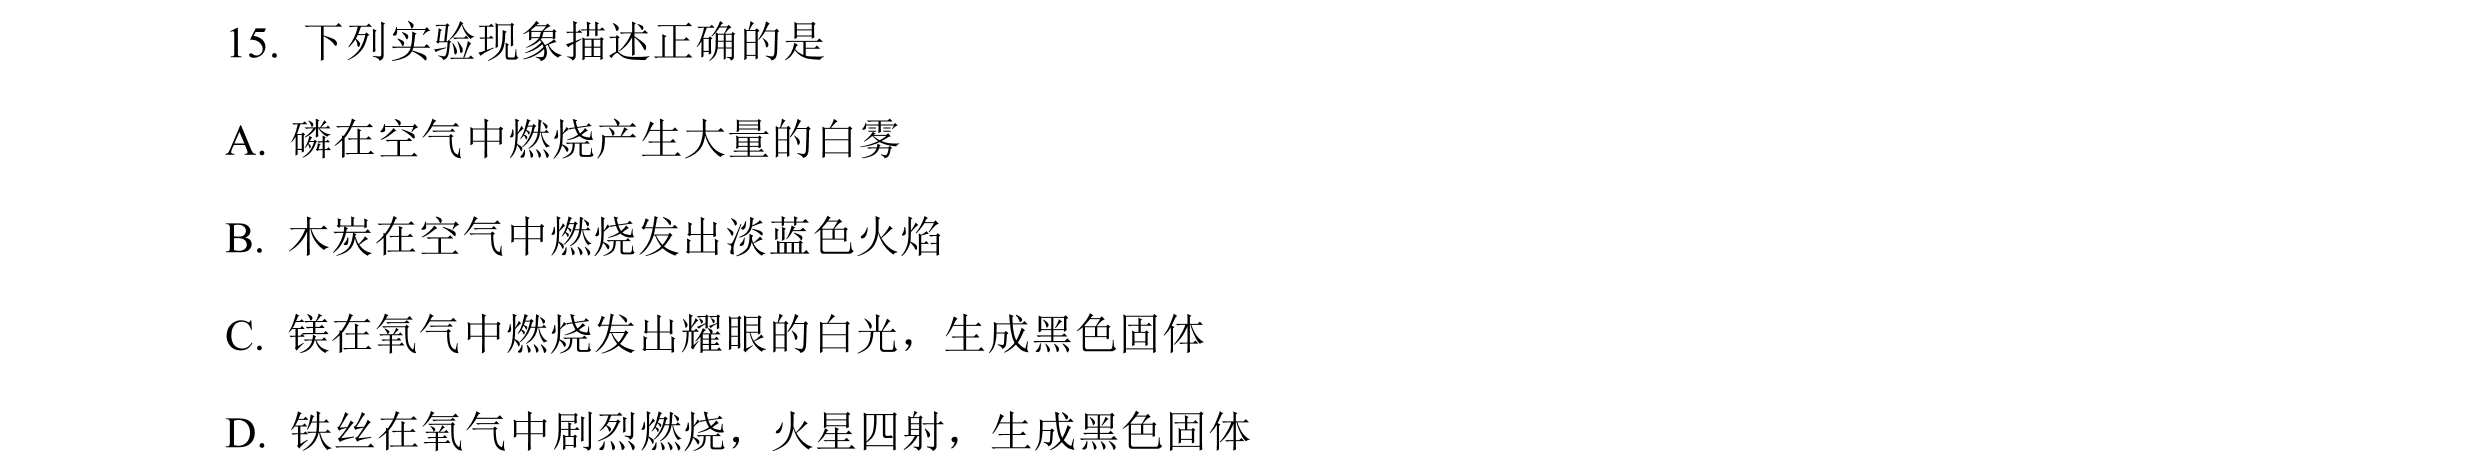 15. 下列实验现象描述正确的是
A. 磷在空气中燃烧产生大量的白雾
B. 木炭在空气中燃烧发出淡蓝色火焰
C. 镁在氧气中燃烧发出耀眼的白光，生成黑色固体
D. 铁丝在氧气中剧烈燃烧，火星四射，生成黑色固体